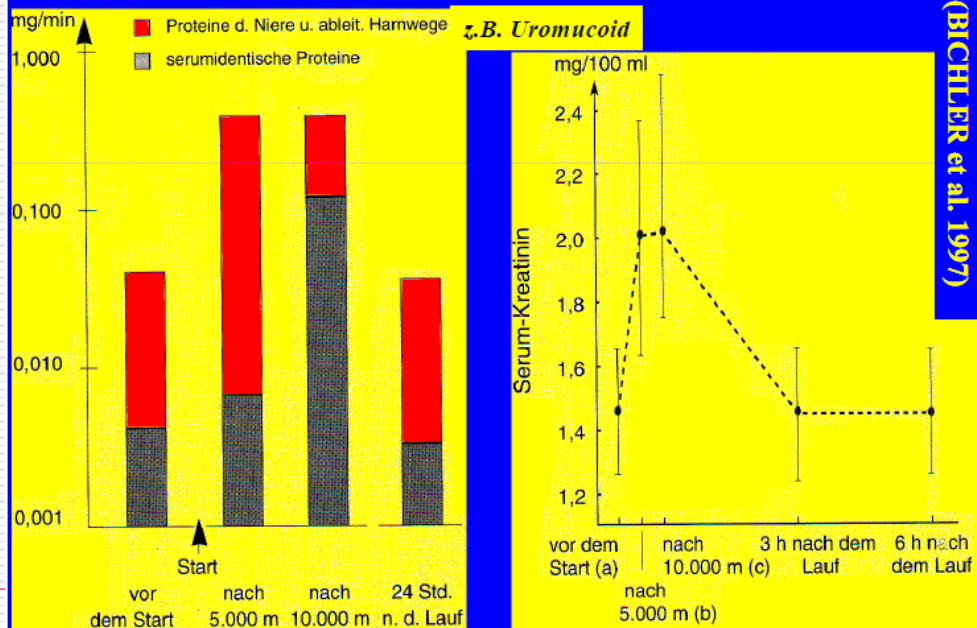 mg/min
Proteine d. Niere u. ableit. Harnwege
serumidentische Proteine
z.B. Uromucoid
1,000
0,100
0,010
0,001
Start
vor
dem Start
nach
5.000 m
nach
10.000 m
24 Std.
n. d. Lauf
mg/100 ml
Serum-Kreatinin
2,4
2,2
2,0
1,8
1,6
1,4
1,2
vor dem
Start (a)
nach
5.000 m (b)
nach
10.000 m (c)
3 h nach dem
Lauf
6 h nach
dem Lauf
(BICHLER et al. 1997)